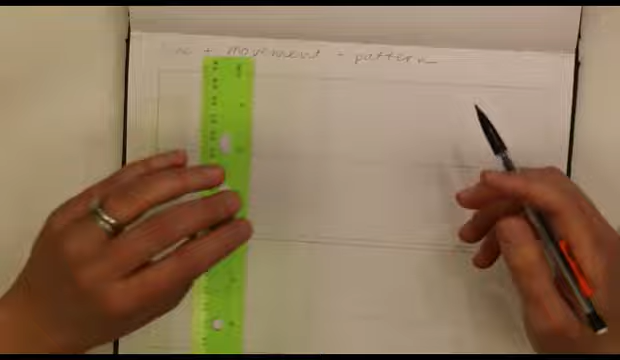 + movement - pattern